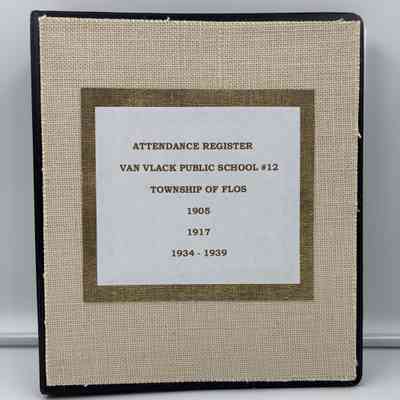 ATTENDANCE REGISTER
VAN VLACK PUBLIC SCHOOL #12
TOWNSHIP OF FLOS
1905
1917
1934 - 1939